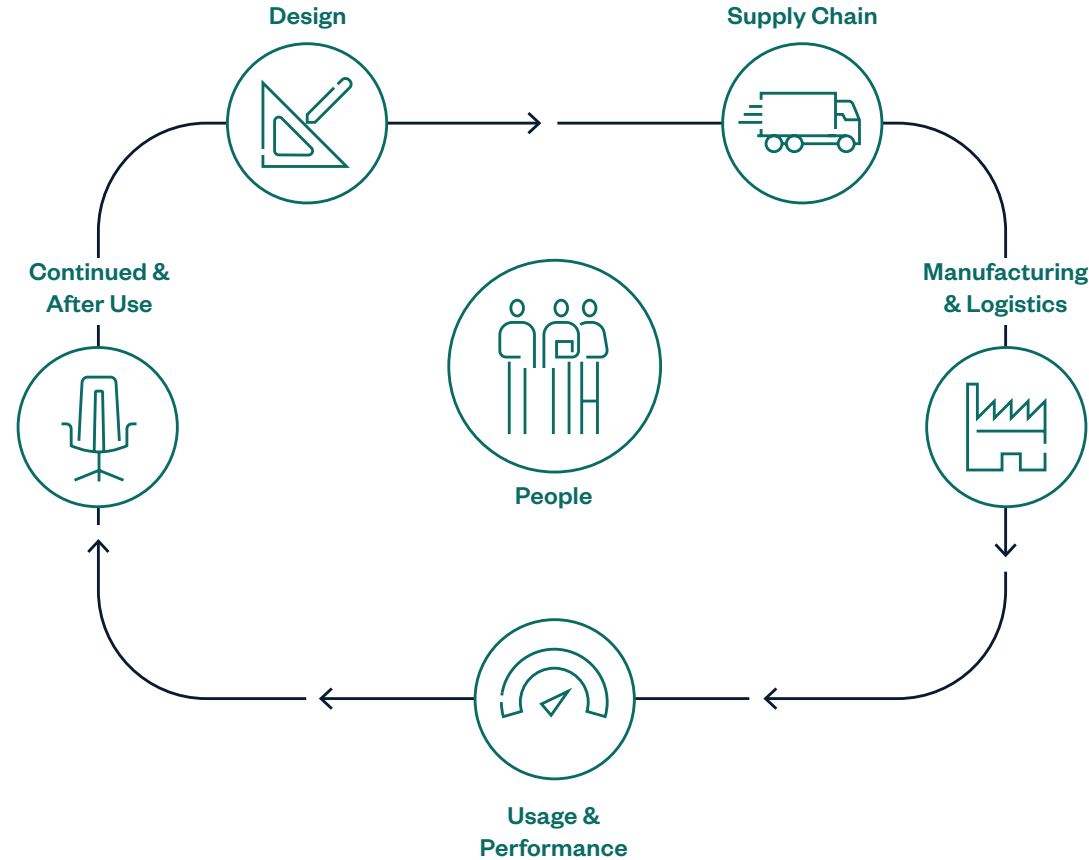 Design
Supply Chain
Continued &
After Use
Manufacturing
& Logistics
People
Usage &
Performance